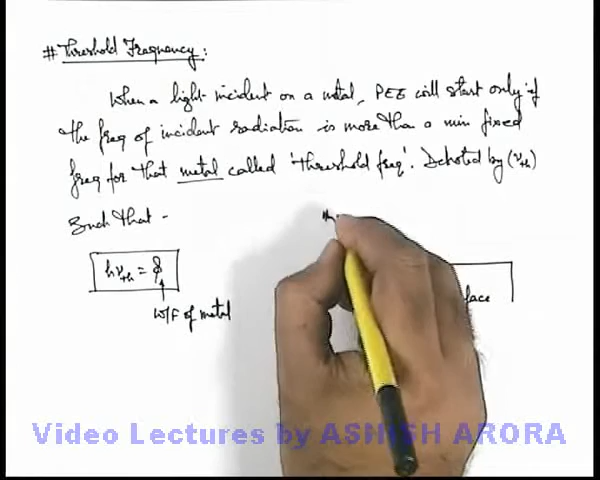 # Threshold Frequency :
When a light incident on a metal, PEE will start only if
the freq of incident radiation is more than a min fixed
freq for that metal called 'threshold freq'. Denoted by (νth)
Such that -
hνth = ϕ
W/F of metal
face
Video Lectures by ASHISH ARORA